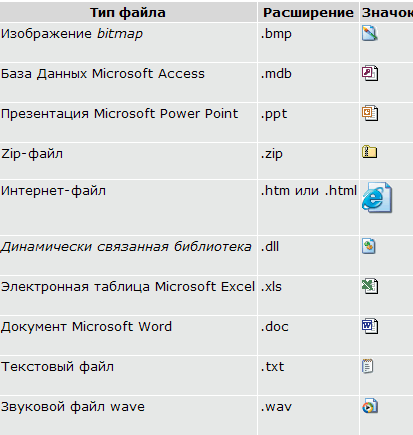 Тип файла Расширение Значок
Изображение bitmap .bmp
База Данных Microsoft Access .mdb
Презентация Microsoft Power Point .ppt
Zip-файл .zip
Интернет-файл .htm или .html
Динамически связанная библиотека .dll
Электронная таблица Microsoft Excel .xls
Документ Microsoft Word .doc
Текстовый файл .txt
Звуковой файл wave .wav